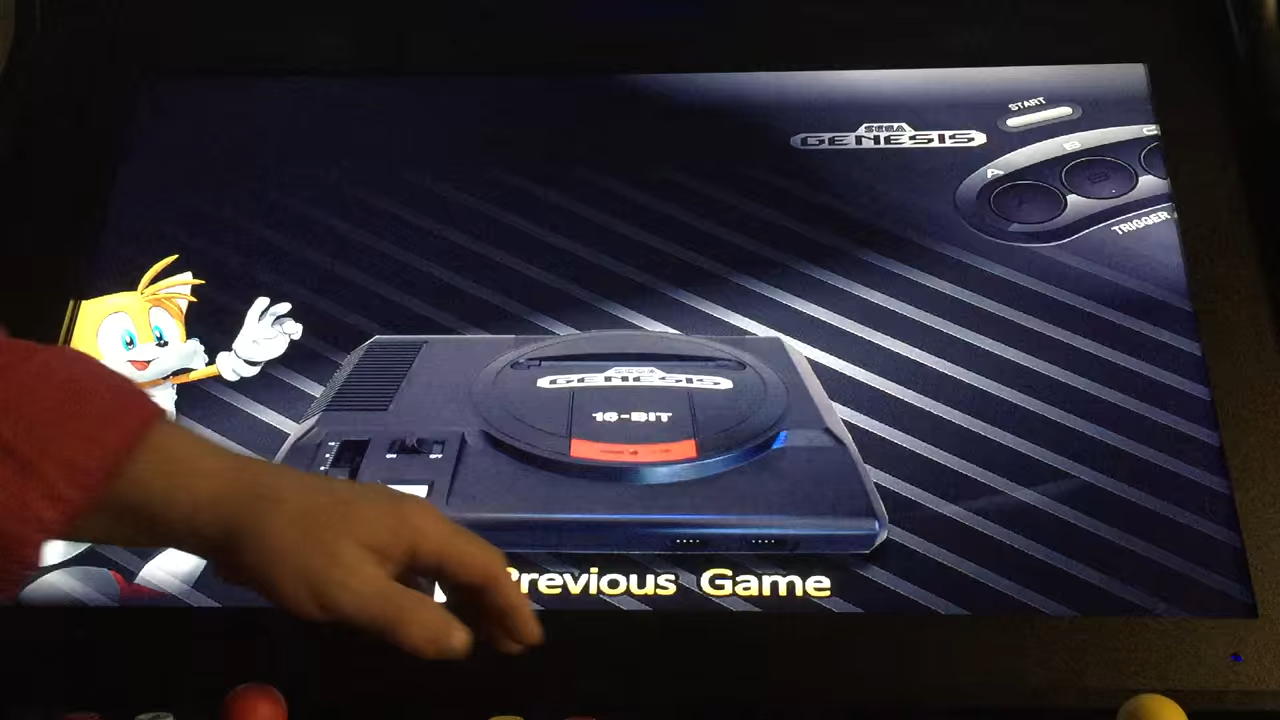 START
SEGA
GENESIS
A B C
TRIGGER
SEGA
GENESIS
16-BIT
Previous Game